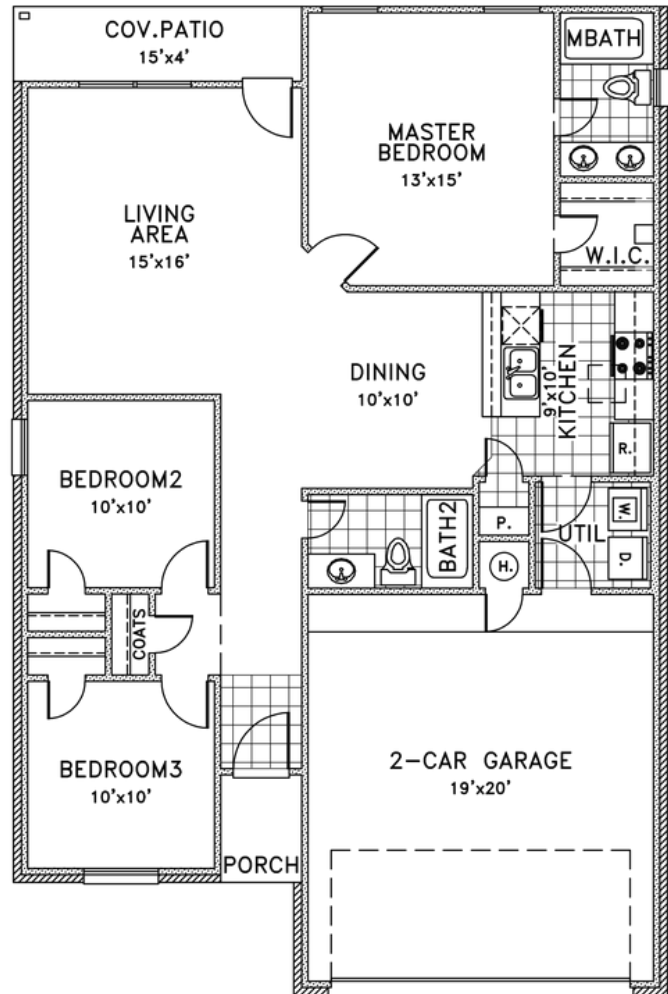 COV.PATIO
15'x4'
MBATH
MASTER
BEDROOM
13'x15'
LIVING
AREA
15'x16'
W.I.C.
DINING
10'x10'
KITCHEN
9'x10'
R.
BEDROOM2
10'x10'
BATH2
P.
UTIL
W.
D.
H.
COATS
BEDROOM3
10'x10'
2-CAR GARAGE
19'x20'
PORCH